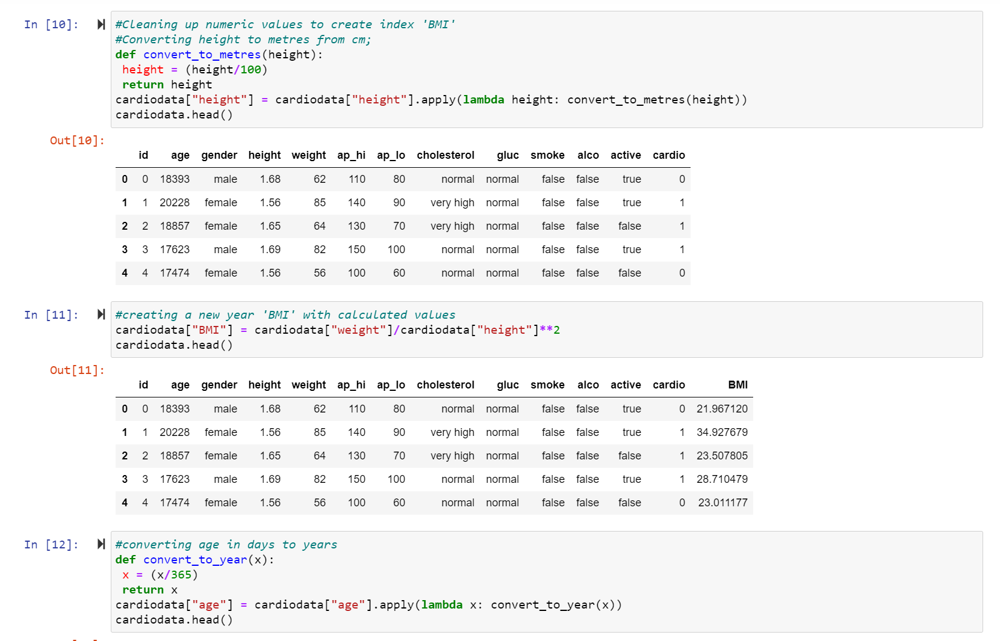 In [10]:
#Cleaning up numeric values to create index 'BMI'
#Converting height to metres from cm;
def convert_to_metres(height):
 height = (height/100)
 return height
cardiodata["height"] = cardiodata["height"].apply(lambda height: convert_to_metres(height))
cardiodata.head()
Out[10]:
id age gender height weight ap_hi ap_lo cholesterol gluc smoke alco active cardio
0 0 18393 male 1.68 62 110 80 normal normal false false true 0
1 1 20228 female 1.56 85 140 90 very high normal false false true 1
2 2 18857 female 1.65 64 130 70 very high normal false false false 1
3 3 17623 male 1.69 82 150 100 normal normal false false true 1
4 4 17474 female 1.56 56 100 60 normal normal false false false 0
In [11]:
#creating a new year 'BMI' with calculated values
cardiodata["BMI"] = cardiodata["weight"]/cardiodata["height"]**2
cardiodata.head()
Out[11]:
id age gender height weight ap_hi ap_lo cholesterol gluc smoke alco active cardio BMI
0 0 18393 male 1.68 62 110 80 normal normal false false true 0 21.967120
1 1 20228 female 1.56 85 140 90 very high normal false false true 1 34.927679
2 2 18857 female 1.65 64 130 70 very high normal false false false 1 23.507805
3 3 17623 male 1.69 82 150 100 normal normal false false true 1 28.710479
4 4 17474 female 1.56 56 100 60 normal normal false false false 0 23.011177
In [12]:
#converting age in days to years
def convert_to_year(x):
 x = (x/365)
 return x
cardiodata["age"] = cardiodata["age"].apply(lambda x: convert_to_year(x))
cardiodata.head()